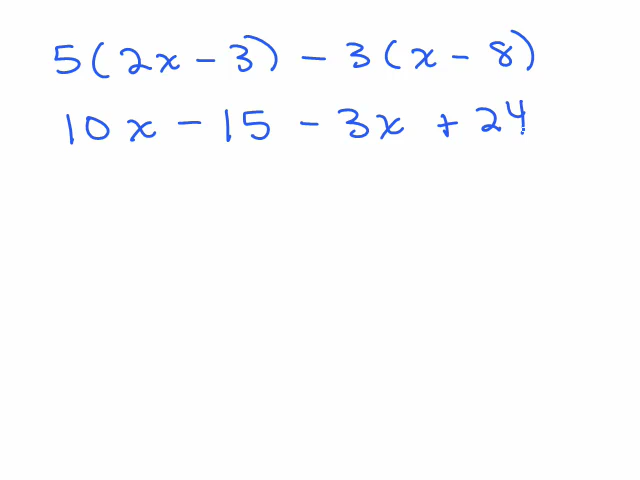 5(2x - 3) - 3(x - 8)
10x - 15 - 3x + 24